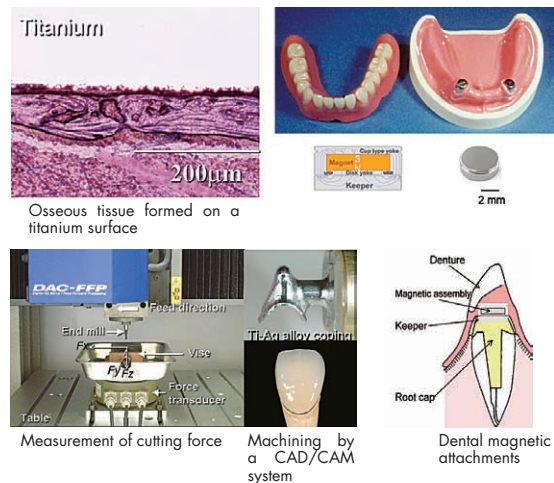 Titanium
200µm
Osseous tissue formed on a
titanium surface
Cup type yoke
Magnet
S
N
Disk yoke
Keeper
2 mm
DAC-FFP
Feed direction
End mill
Vise
Fx
Fy Fz
Force
transducer
Table
Measurement of cutting force
Ti-Ag alloy coping
Machining by
a CAD/CAM
system
Denture
Magnetic assembly
Keeper
Root cap
Dental magnetic
attachments